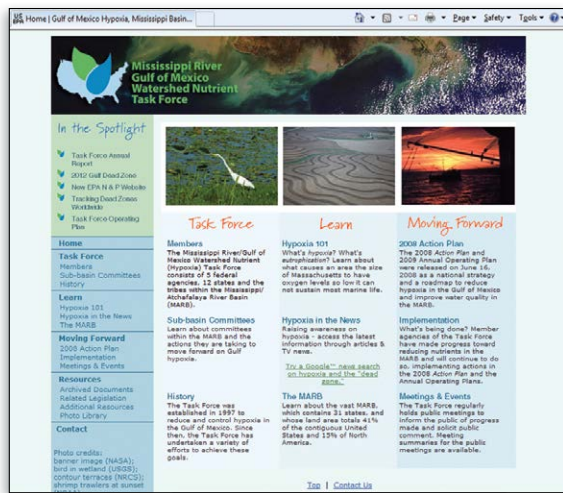 US EPA Home | Gulf of Mexico Hypoxia, Mississippi Basin...
Page Safety Tools
Mississippi River
Gulf of Mexico
Watershed Nutrient
Task Force
In the Spotlight
Task Force Annual
Report
2012 Gulf Dead Zone
New EPA N & P Website
Tracking Dead Zones
Worldwide
Task Force Operating
Plan
Home
Task Force
Members
Sub-basin Committees
History
Learn
Hypoxia 101
Hypoxia in the News
The MARB
Moving Forward
2008 Action Plan
Implementation
Meetings & Events
Resources
Archived Documents
Related Legislation
Additional Resources
Photo Library
Contact
Photo credits:
banner image (NASA);
bird in wetland (USGS);
contour terraces (NRCS);
shrimp trawlers at sunset
Task Force
Members
The Mississippi River/Gulf of
Mexico Watershed Nutrient
(Hypoxia) Task Force
consists of 5 federal
agencies, 12 states and the
tribes within the Mississippi/
Atchafalaya River Basin
(MARB).
Sub-basin Committees
Learn about committees
within the MARB and the
actions they are taking to
move forward on Gulf
hypoxia.
History
The Task Force was
established in 1997 to
reduce and control hypoxia in
the Gulf of Mexico. Since
then, the Task Force has
undertaken a variety of
efforts to achieve these
goals.
Learn
Hypoxia 101
What's hypoxia? What's
eutrophication? Learn about
what causes an area the size
of Massachusetts to have
oxygen levels so low it can
not sustain most marine life.
Hypoxia in the News
Raising awareness on
hypoxia - access the latest
information through articles &
TV news.
Try a Google™ news search
on hypoxia and the "dead
zone."
The MARB
Learn about the vast MARB,
which contains 31 states, and
whose land area totals 41%
of the contiguous United
States and 15% of North
America.
Moving Forward
2008 Action Plan
The 2008 Action Plan and
2009 Annual Operating Plan
were released on June 16,
2008 as a national strategy
and a roadmap to reduce
hypoxia in the Gulf of Mexico
and improve water quality in
the MARB.
Implementation
What's being done? Member
agencies of the Task Force
have made progress toward
reducing nutrients in the
MARB and will continue to do
so, implementing actions in
the 2008 Action Plan and the
Annual Operating Plans.
Meetings & Events
The Task Force regularly
holds public meetings to
inform the public of progress
made and solicit public
comment. Meeting
summaries for the public
meetings are available.
Top | Contact Us